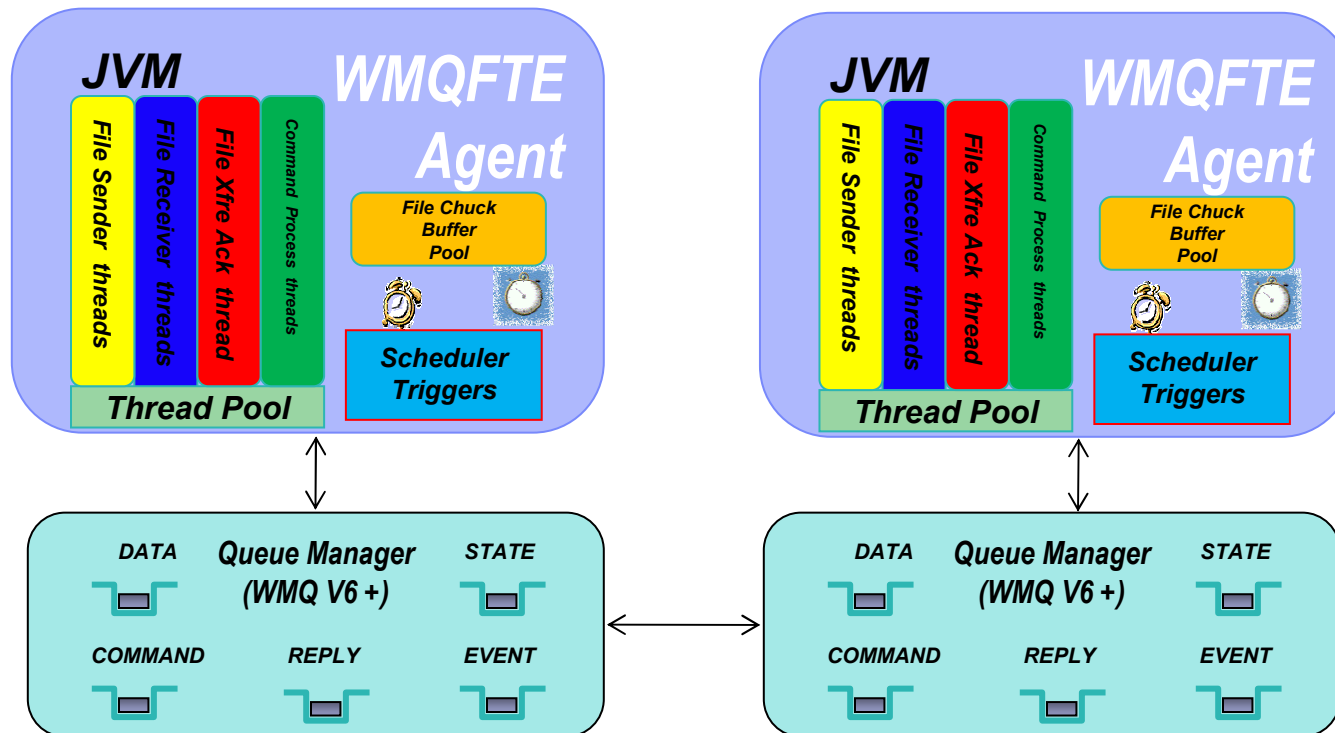 JVM
WMQFTE
Agent
File Sender threads
File Receiver threads
File Xfre Ack thread
Command Process threads
Thread Pool
File Chuck
Buffer
Pool
Scheduler
Triggers
JVM
WMQFTE
Agent
File Sender threads
File Receiver threads
File Xfre Ack thread
Command Process threads
Thread Pool
File Chuck
Buffer
Pool
Scheduler
Triggers
DATA
Queue Manager
(WMQ V6 +)
STATE
COMMAND
REPLY
EVENT
DATA
Queue Manager
(WMQ V6 +)
STATE
COMMAND
REPLY
EVENT